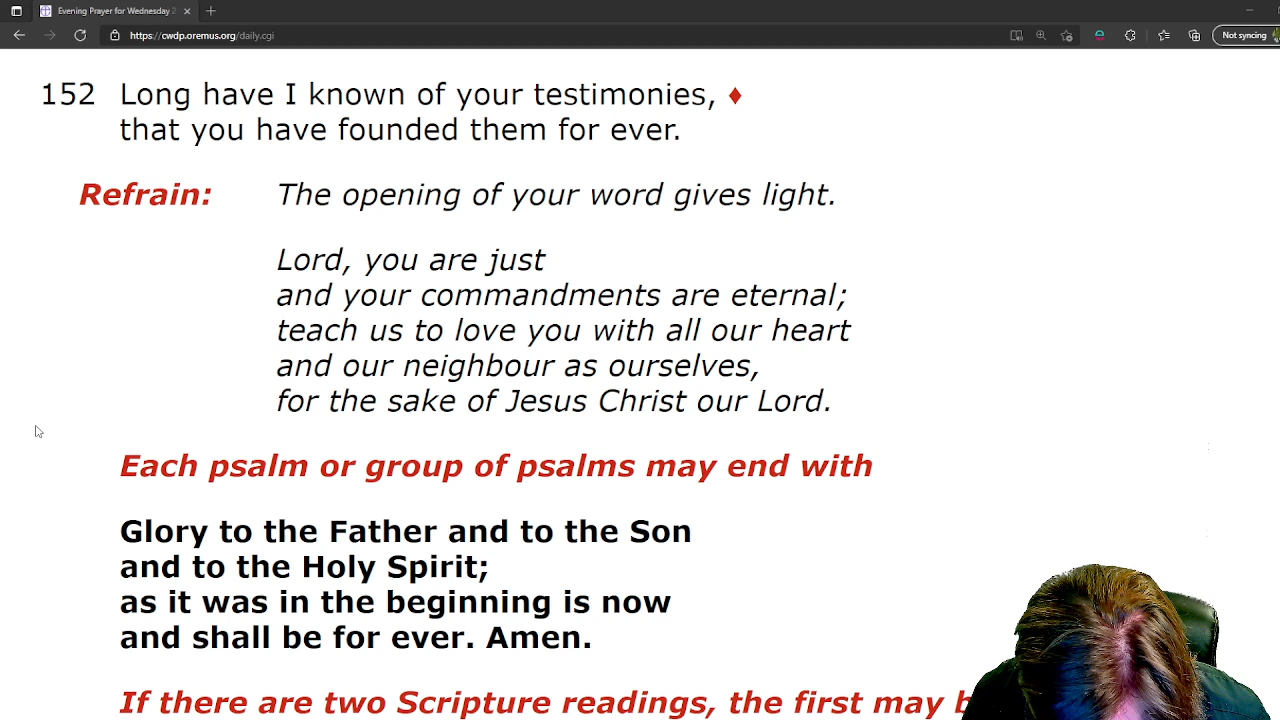 Evening Prayer for Wednesday
https://cwdp.oremus.org/daily.cgi
Not syncing
152 Long have I known of your testimonies, ♦
that you have founded them for ever.
Refrain: The opening of your word gives light.
Lord, you are just
and your commandments are eternal;
teach us to love you with all our heart
and our neighbour as ourselves,
for the sake of Jesus Christ our Lord.
Each psalm or group of psalms may end with
Glory to the Father and to the Son
and to the Holy Spirit;
as it was in the beginning is now
and shall be for ever. Amen.
If there are two Scripture readings, the first may